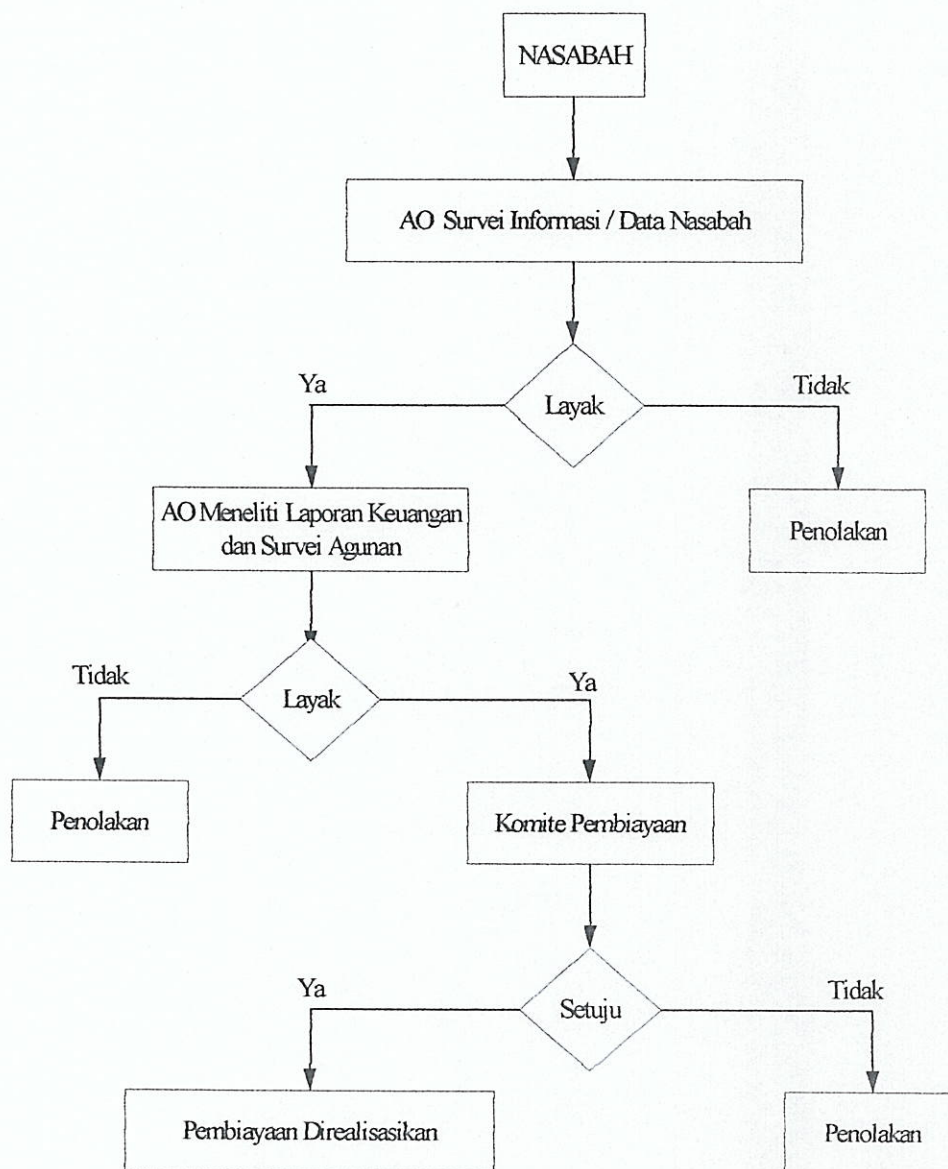 NASABAH
AO Survei Informasi / Data Nasabah
Ya
Layak
Tidak
AO Meneliti Laporan Keuangan
dan Survei Agunan
Penolakan
Tidak
Layak
Ya
Penolakan
Komite Pembiayaan
Ya
Setuju
Tidak
Pembiayaan Direalisasikan
Penolakan